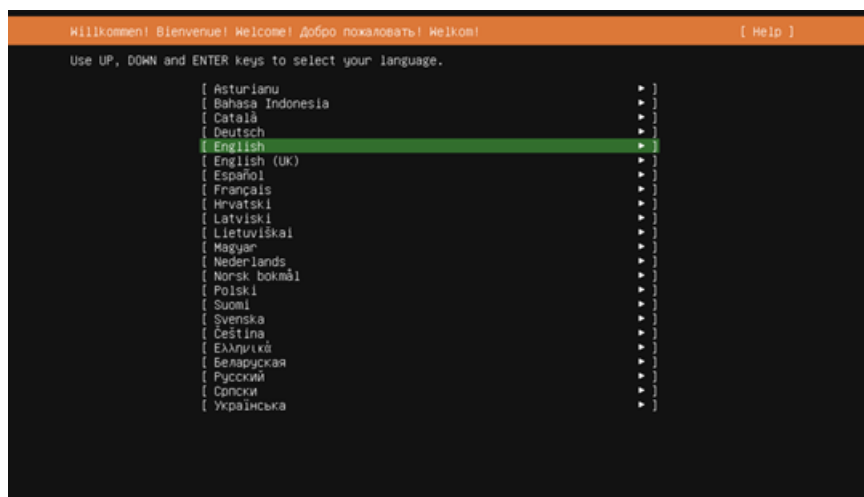 Willkommen! Bienvenue! Welcome! Добро пожаловать! Welkom! [ Help ]
Use UP, DOWN and ENTER keys to select your language.
[ Asturianu ▸ ]
[ Bahasa Indonesia ▸ ]
[ Català ▸ ]
[ Deutsch ▸ ]
[ English ▸ ]
[ English (UK) ▸ ]
[ Español ▸ ]
[ Français ▸ ]
[ Hrvatski ▸ ]
[ Latviski ▸ ]
[ Lietuviškai ▸ ]
[ Magyar ▸ ]
[ Nederlands ▸ ]
[ Norsk bokmål ▸ ]
[ Polski ▸ ]
[ Suomi ▸ ]
[ Svenska ▸ ]
[ Čeština ▸ ]
[ Ελληνικά ▸ ]
[ Беларуская ▸ ]
[ Русский ▸ ]
[ Српски ▸ ]
[ Українська ▸ ]